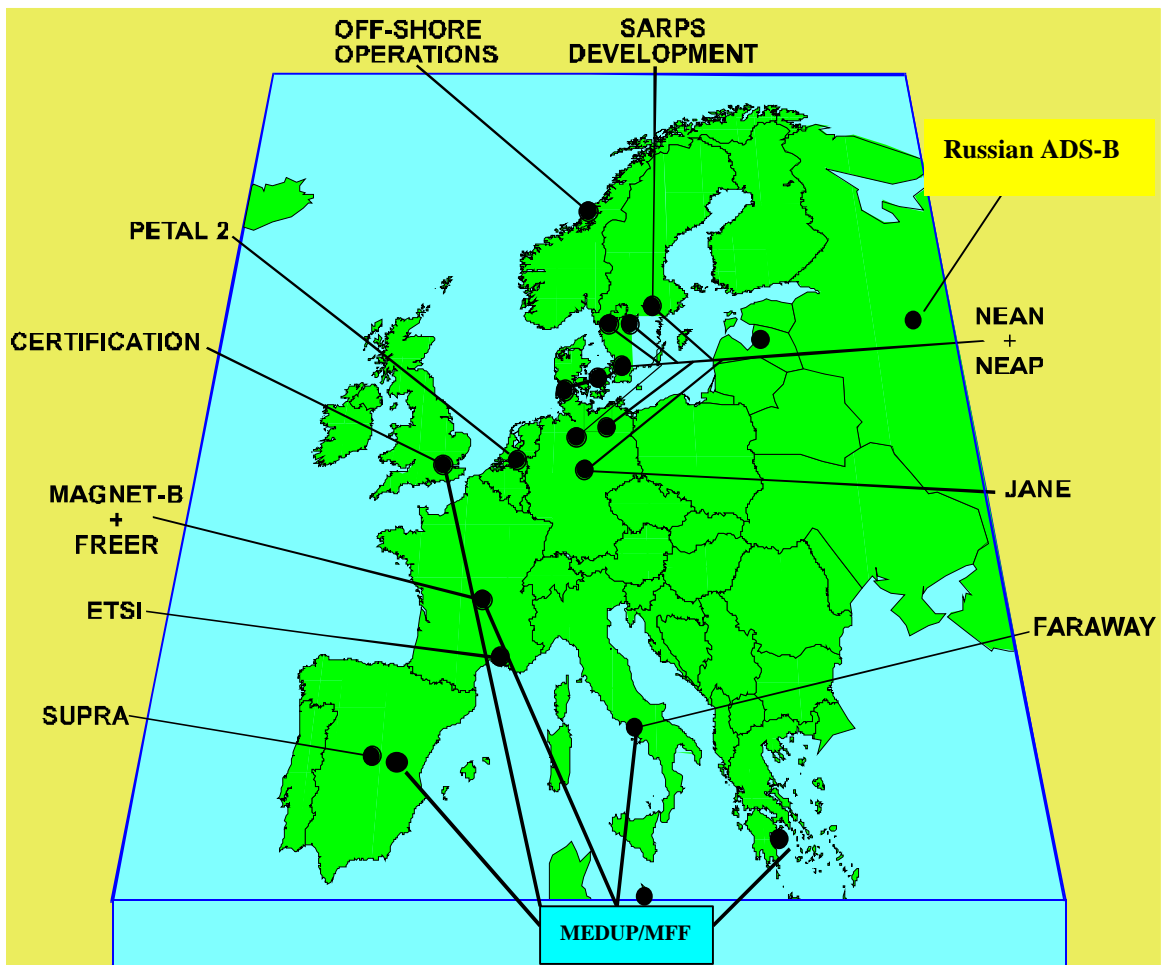 OFF-SHORE
OPERATIONS
SARPS
DEVELOPMENT
Russian ADS-B
PETAL 2
CERTIFICATION
NEAN
+
NEAP
MAGNET-B
+
FREER
JANE
ETSI
FARAWAY
SUPRA
MEDUP/MFF